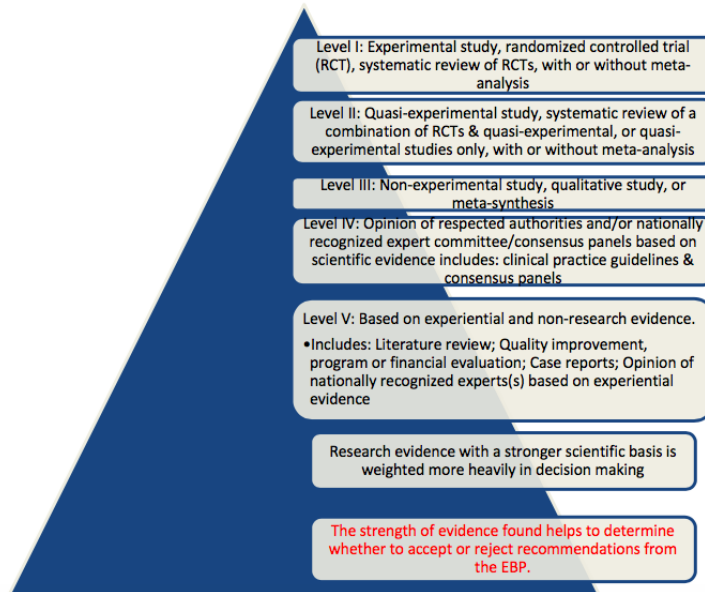 Level I: Experimental study, randomized controlled trial
(RCT), systematic review of RCTs, with or without meta-
analysis
Level II: Quasi-experimental study, systematic review of a
combination of RCTs & quasi-experimental, or quasi-
experimental studies only, with or without meta-analysis
Level III: Non-experimental study, qualitative study, or
meta-synthesis
Level IV: Opinion of respected authorities and/or nationally
recognized expert committee/consensus panels based on
scientific evidence includes: clinical practice guidelines &
consensus panels
Level V: Based on experiential and non-research evidence.
•Includes: Literature review; Quality improvement,
program or financial evaluation; Case reports; Opinion of
nationally recognized experts(s) based on experiential
evidence
Research evidence with a stronger scientific basis is
weighted more heavily in decision making
The strength of evidence found helps to determine
whether to accept or reject recommendations from
the EBP.